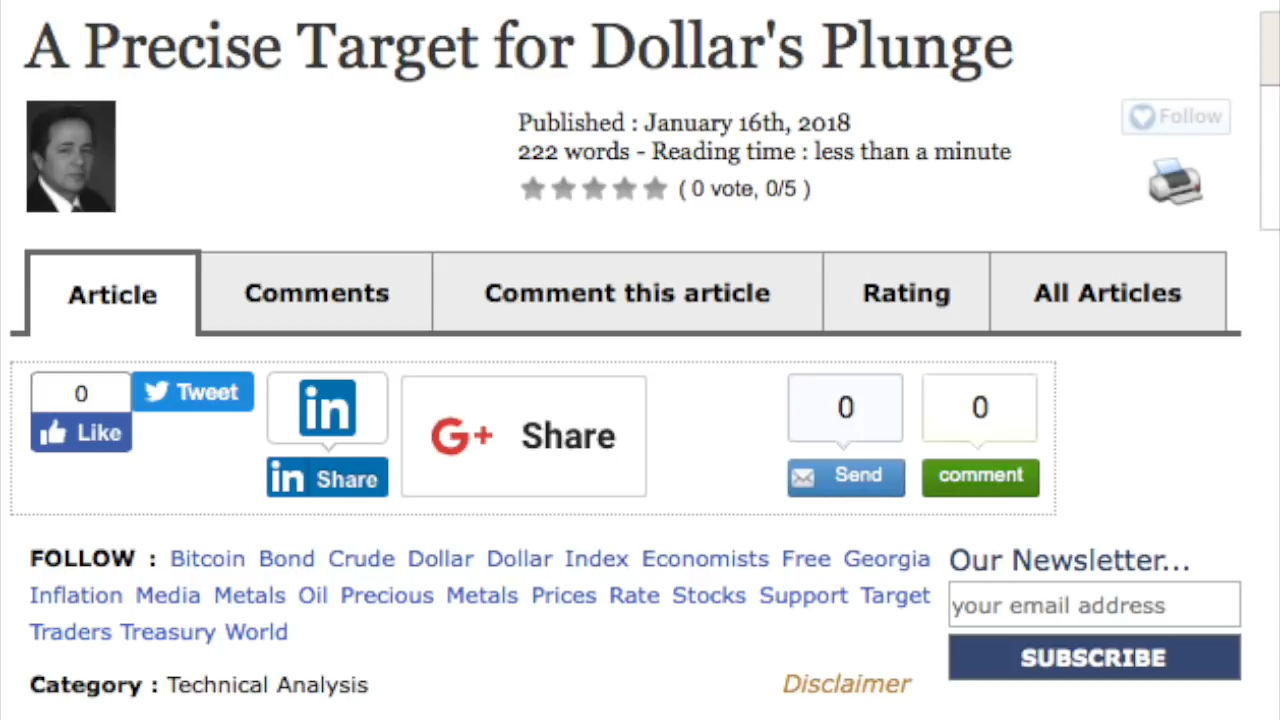 A Precise Target for Dollar's Plunge
Published : January 16th, 2018
222 words - Reading time : less than a minute
( 0 vote, 0/5 )
Follow
Article
Comments
Comment this article
Rating
All Articles
0
Like
Tweet
in
in Share
G+ Share
0
Send
0
comment
FOLLOW : Bitcoin Bond Crude Dollar Dollar Index Economists Free Georgia
Inflation Media Metals Oil Precious Metals Prices Rate Stocks Support Target
Traders Treasury World
Category : Technical Analysis
Disclaimer
Our Newsletter...
your email address
SUBSCRIBE